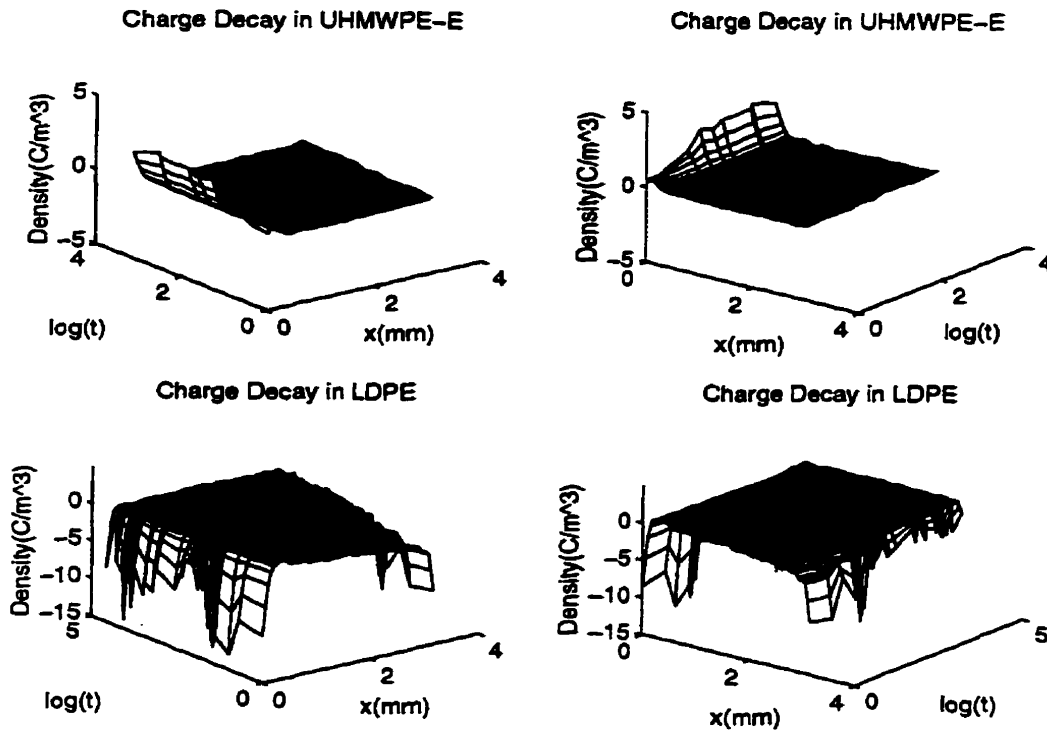 Charge Decay in UHMWPE-E
5
0
-5
Density(C/m^3)
4
2
0
log(t)
0
2
4
x(mm)
Charge Decay in UHMWPE-E
5
0
-5
Density(C/m^3)
0
2
4
x(mm)
0
2
4
log(t)
Charge Decay in LDPE
0
-5
-10
-15
Density(C/m^3)
5
0
log(t)
0
2
4
x(mm)
Charge Decay in LDPE
0
-5
-10
-15
Density(C/m^3)
0
2
4
x(mm)
0
5
log(t)